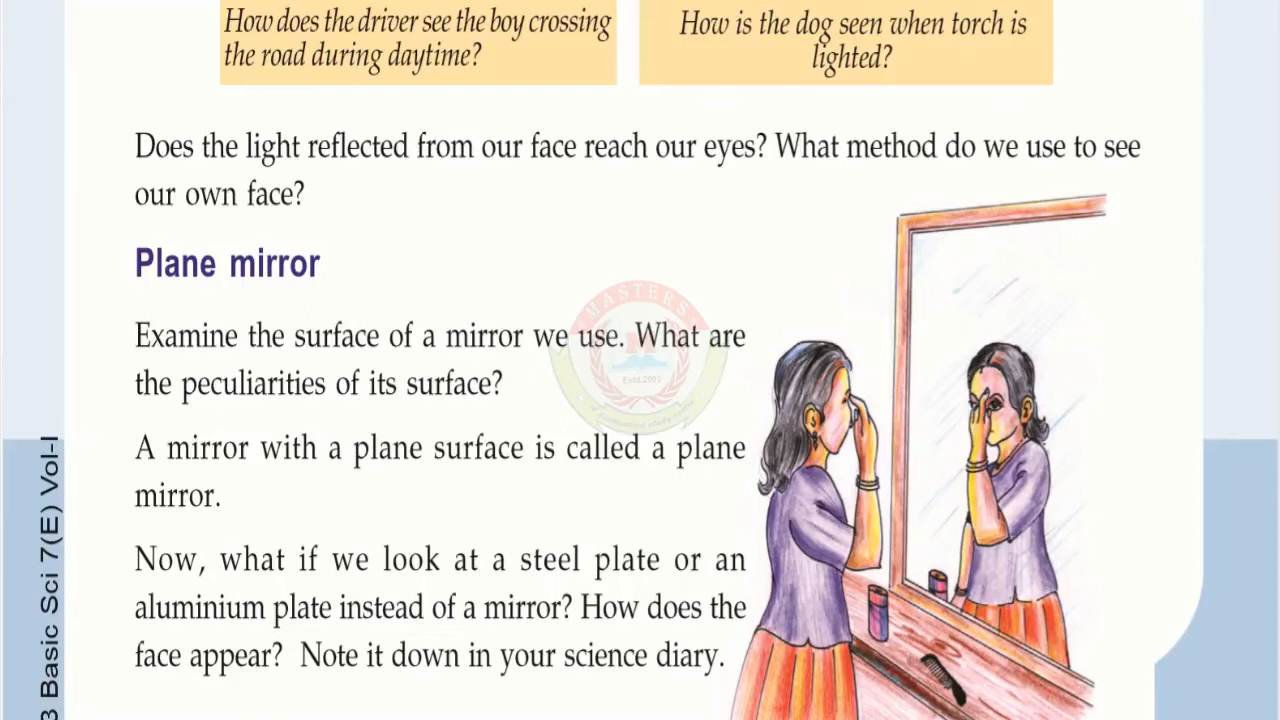 How does the driver see the boy crossing
the road during daytime?
How is the dog seen when torch is
lighted?
Does the light reflected from our face reach our eyes? What method do we use to see
our own face?
Plane mirror
Examine the surface of a mirror we use. What are
the peculiarities of its surface?
A mirror with a plane surface is called a plane
mirror.
Now, what if we look at a steel plate or an
aluminium plate instead of a mirror? How does the
face appear? Note it down in your science diary.
Basic Sci 7(E) Vol-I
MASTERS
M
Estd.2002